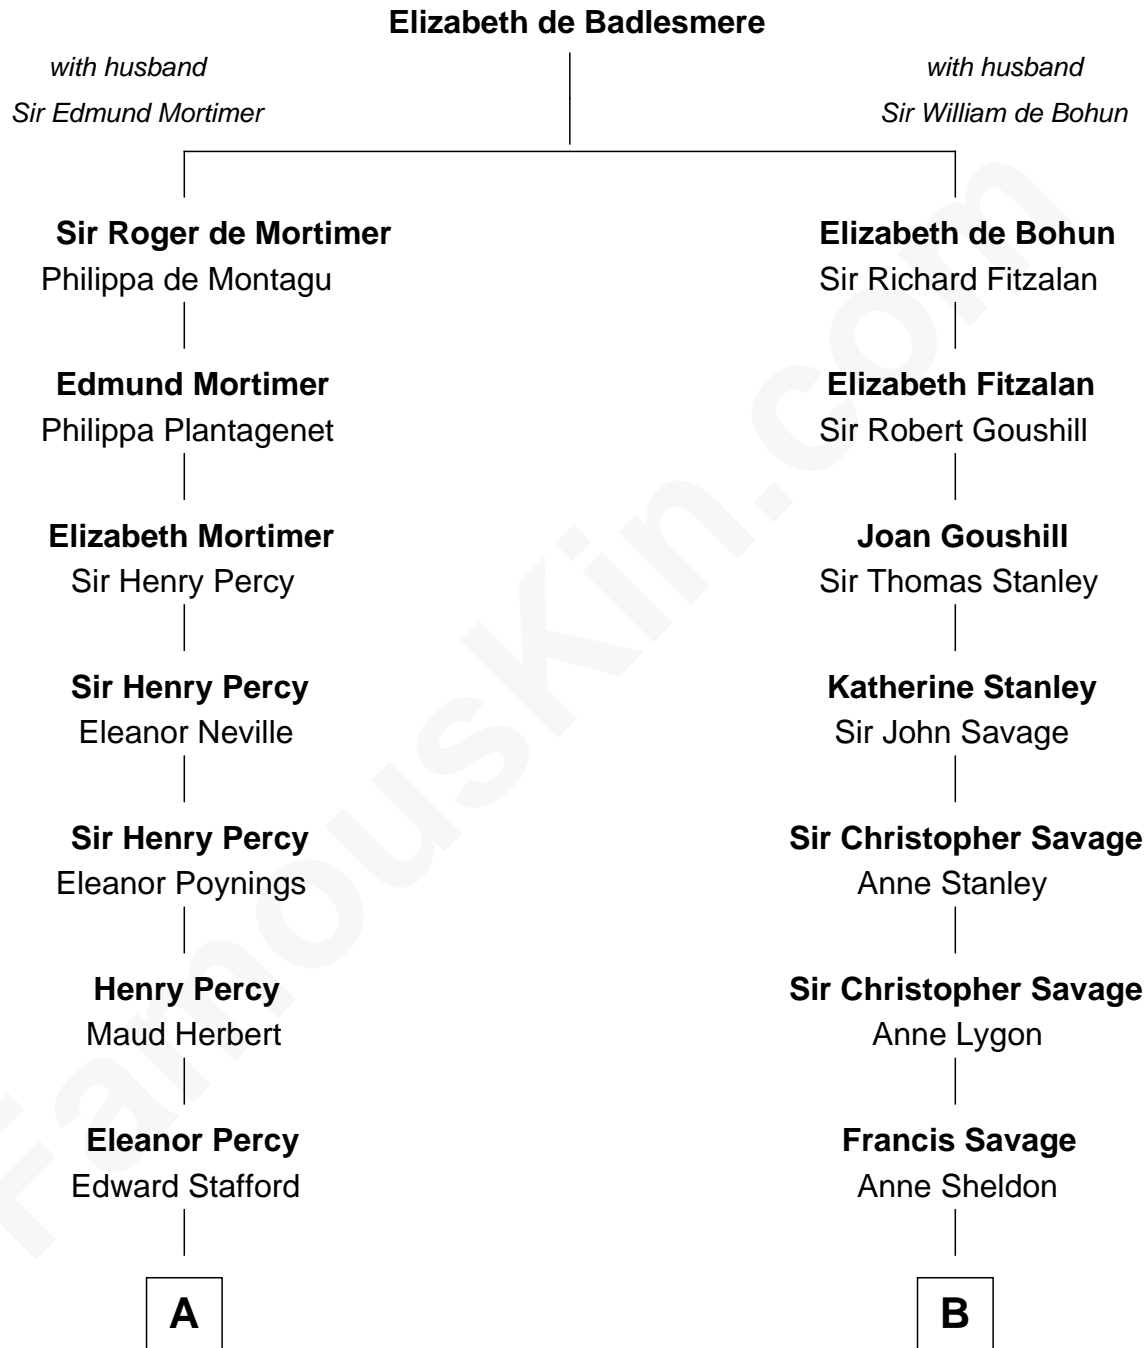 Elizabeth de Badlesmere
with husband
Sir Edmund Mortimer
with husband
Sir William de Bohun
Sir Roger de Mortimer
Philippa de Montagu
Edmund Mortimer
Philippa Plantagenet
Elizabeth Mortimer
Sir Henry Percy
Sir Henry Percy
Eleanor Neville
Sir Henry Percy
Eleanor Poynings
Henry Percy
Maud Herbert
Eleanor Percy
Edward Stafford
A
Elizabeth de Bohun
Sir Richard Fitzalan
Elizabeth Fitzalan
Sir Robert Goushill
Joan Goushill
Sir Thomas Stanley
Katherine Stanley
Sir John Savage
Sir Christopher Savage
Anne Stanley
Sir Christopher Savage
Anne Lygon
Francis Savage
Anne Sheldon
B
FamousKin.com